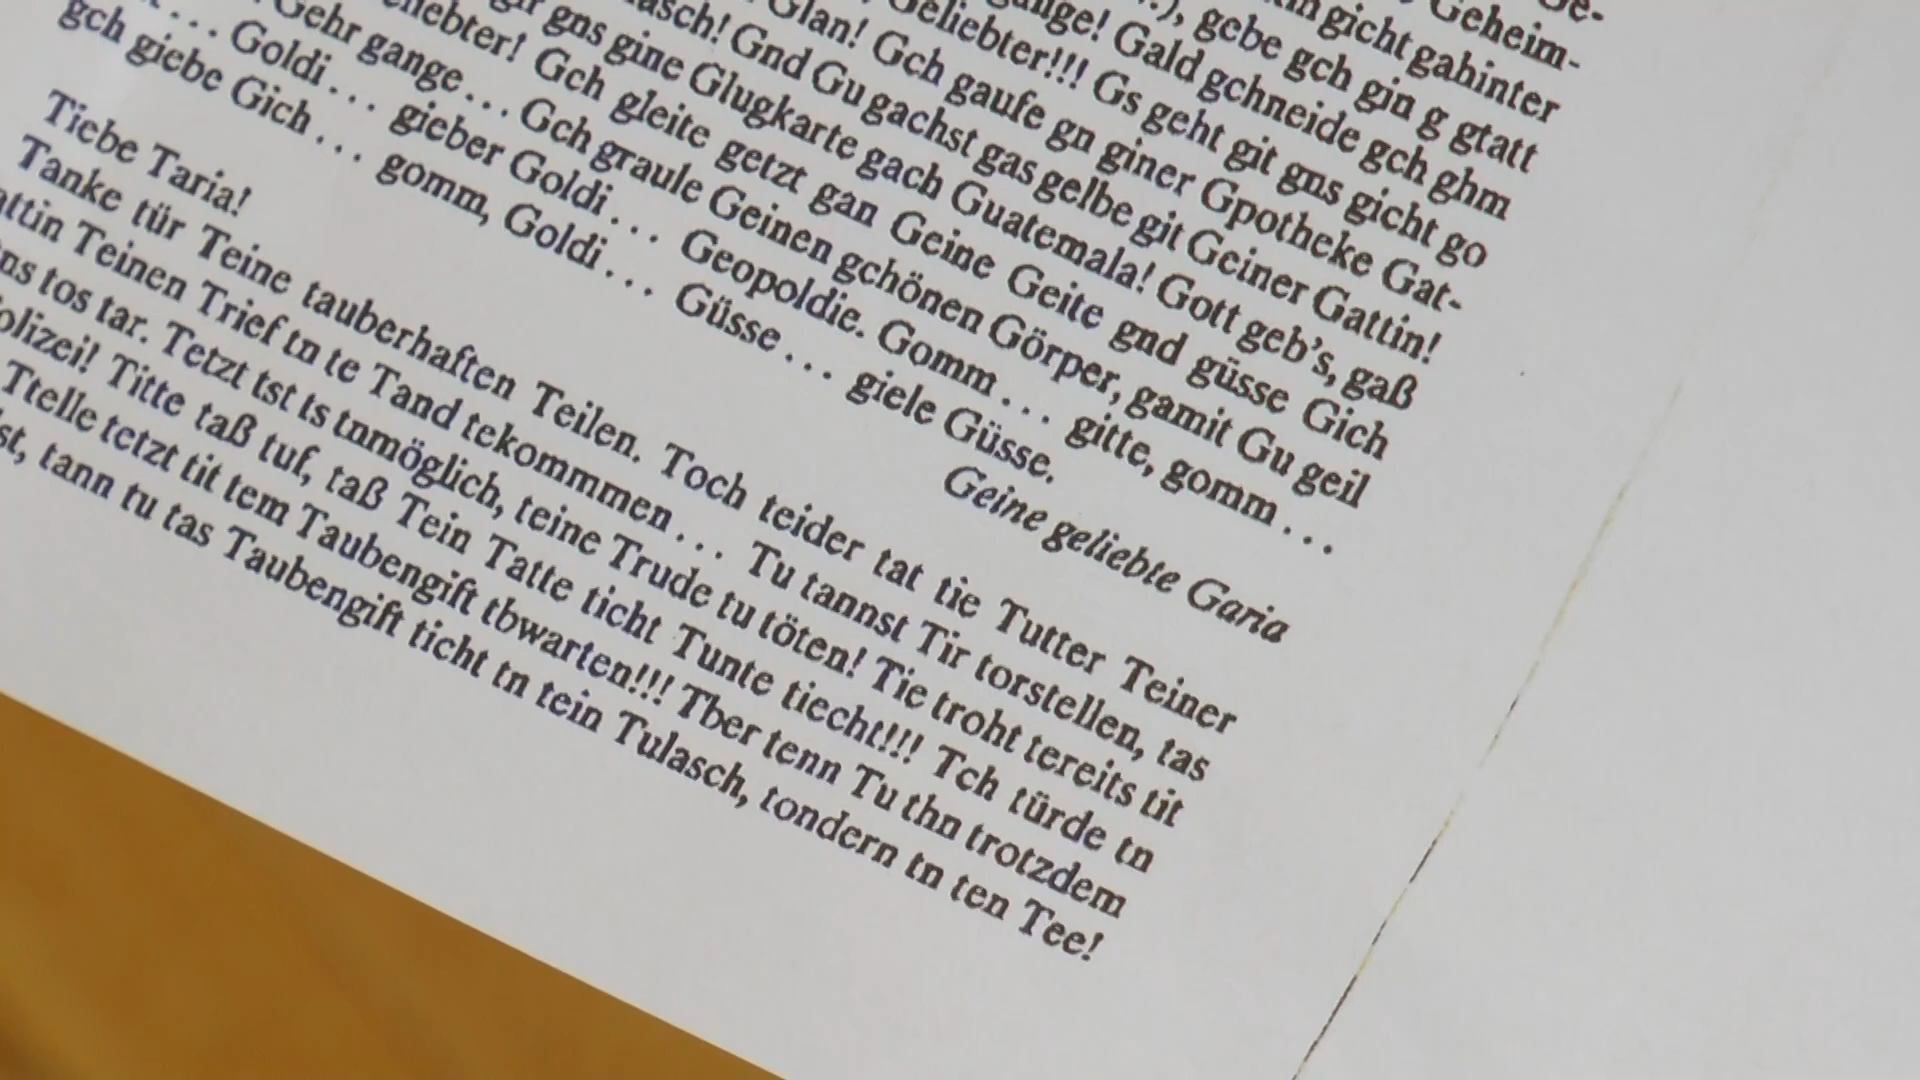 Ge-
Geheim-
gicht gahinter
gebe gch gin g gtatt
Gald gchneide gch ghm
Geliebter!!! Gs geht git gns gicht go
Glan! Gch gaufe gn giner Gpotheke Gat-
Gnd Gu gachst gas gelbe git Geiner Gattin!
gns gine Glugkarte gach Guatemala! Gott geb's, gaß
Gch gleite getzt gan Geine Geite gnd güsse Gich
Gehr gange . . . Gch graule Geinen gchönen Görper, gamit Gu geil
. . . Goldi . . . gieber Goldi . . . Geopoldie. Gomm . . . gitte, gomm . . .
gch giebe Gich . . . gomm, Goldi . . . Güsse . . . giele Güsse.
Geine geliebte Garia
Tiebe Taria!
Tanke tür Teine tauberhaften Teilen. Toch teider tat tie Tutter Teiner
Teinen Trief tn te Tand tekommmen . . . Tu tannst Tir torstellen, tas
tos tar. Tetzt tst ts tnmöglich, teine Trude tu töten! Tie troht tereits tit
Titte taß tuf, taß Tein Tatte ticht Tunte tiecht!!! Tch türde tn
Ttelle tetzt tit tem Taubengift tbwarten!!! Tber tenn Tu thn trotzdem
tann tu tas Taubengift ticht tn tein Tulasch, tondern tn ten Tee!